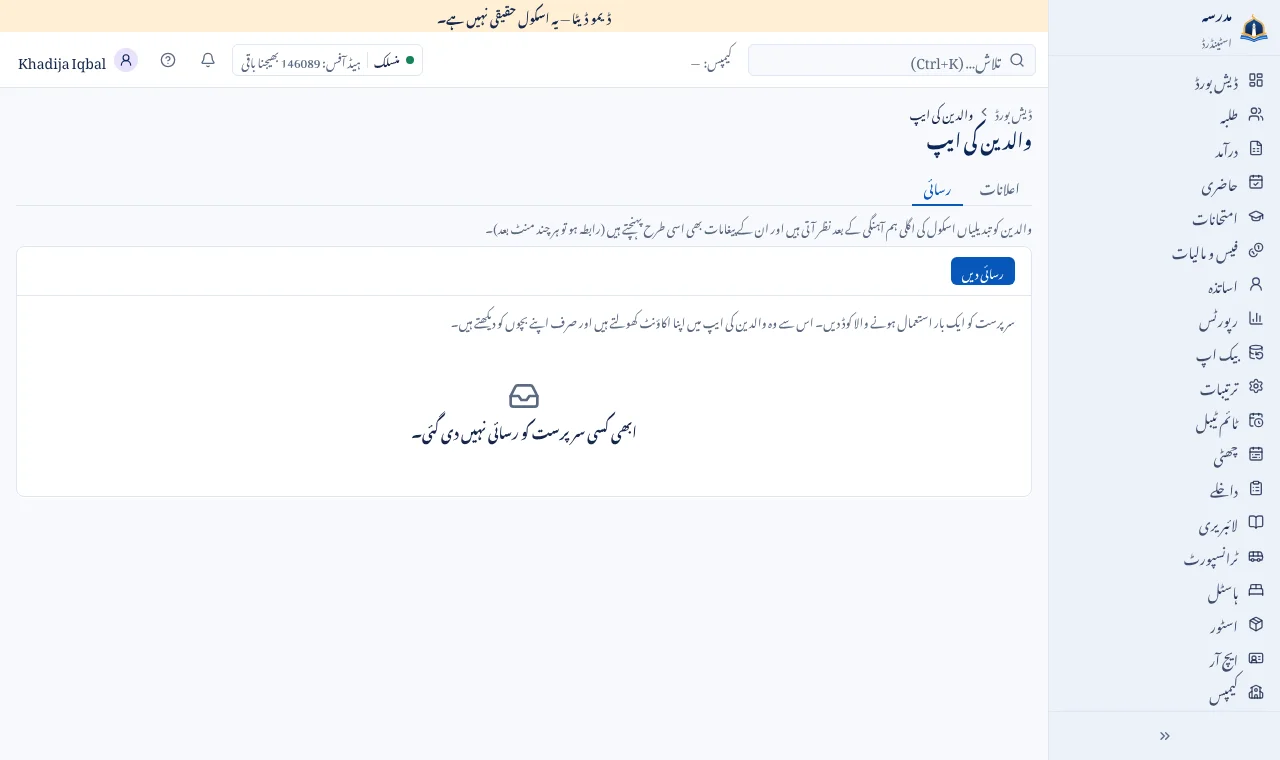 ڈیمو ڈیٹا — یہ اسکول حقیقی نہیں ہے۔
مدرسہ
اسٹینڈرڈ
تلاش... (Ctrl+K)
کیمپس: —
منسلک
ہیڈ آفس: 146089 بھیجنا باقی
Khadija Iqbal
ڈیش بورڈ
طلبہ
درآمد
حاضری
امتحانات
فیس و مالیات
اساتذہ
رپورٹس
بیک اپ
ترتیبات
ٹائم ٹیبل
چھٹی
داخلے
لائبریری
ٹرانسپورٹ
ہاسٹل
اسٹور
ایچ آر
کیمپس
ڈیش بورڈ
والدین کی ایپ
والدین کی ایپ
اعلانات
رسائی
والدین کو تبدیلیاں اسکول کی اگلی ہم آہنگی کے بعد نظر آتی ہیں اور ان کے پیغامات بھی اسی طرح پہنچتے ہیں (رابطہ ہو تو ہر چند منٹ بعد)۔
رسائی دیں
سرپرست کو ایک بار استعمال ہونے والا کوڈ دیں۔ اس سے وہ والدین کی ایپ میں اپنا اکاؤنٹ کھولتے ہیں اور صرف اپنے بچوں کو دیکھتے ہیں۔
ابھی کسی سرپرست کو رسائی نہیں دی گئی۔